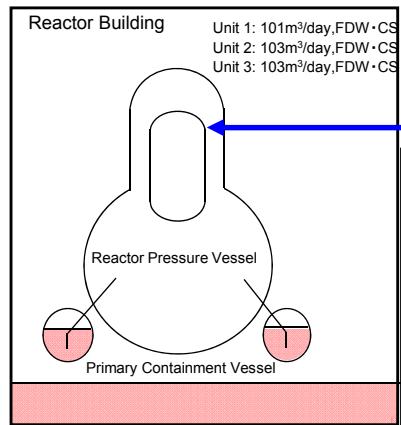 Reactor Building
Unit 1: 101m³/day,FDW・CS
Unit 2: 103m³/day,FDW・CS
Unit 3: 103m³/day,FDW・CS
Reactor Pressure Vessel
Primary Containment Vessel